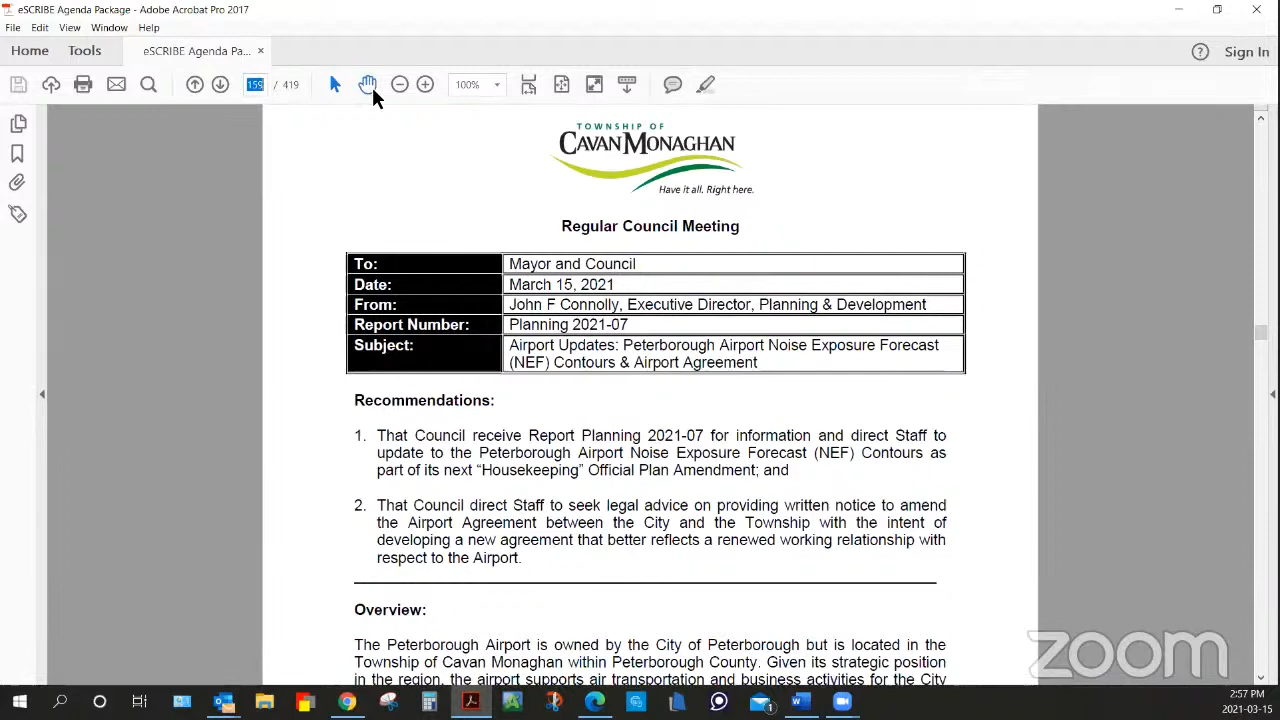 eSCRIBE Agenda Package - Adobe Acrobat Pro 2017
File Edit View Window Help
Home Tools eSCRIBE Agenda Pa... × Sign In
159 / 419 100%
TOWNSHIP OF
CAVAN MONAGHAN
Have it all. Right here.
Regular Council Meeting
To: Mayor and Council
Date: March 15, 2021
From: John F Connolly, Executive Director, Planning & Development
Report Number: Planning 2021-07
Subject: Airport Updates: Peterborough Airport Noise Exposure Forecast
(NEF) Contours & Airport Agreement
Recommendations:
1. That Council receive Report Planning 2021-07 for information and direct Staff to
update to the Peterborough Airport Noise Exposure Forecast (NEF) Contours as
part of its next “Housekeeping” Official Plan Amendment; and
2. That Council direct Staff to seek legal advice on providing written notice to amend
the Airport Agreement between the City and the Township with the intent of
developing a new agreement that better reflects a renewed working relationship with
respect to the Airport.
Overview:
The Peterborough Airport is owned by the City of Peterborough but is located in the
Township of Cavan Monaghan within Peterborough County. Given its strategic position
in the region, the airport supports air transportation and business activities for the City
zoom
2:57 PM
2021-03-15